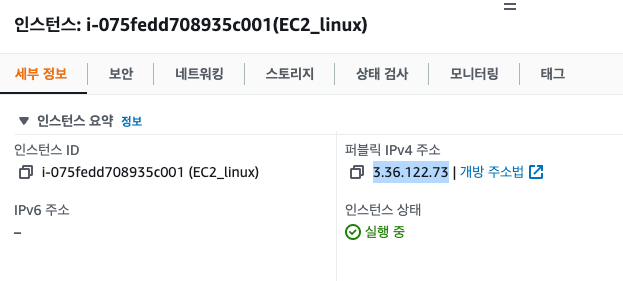 인스턴스: i-075fedd708935c001(EC2_linux)
세부 정보 보안 네트워킹 스토리지 상태 검사 모니터링 태그
▼ 인스턴스 요약 정보
인스턴스 ID
i-075fedd708935c001 (EC2_linux)
퍼블릭 IPv4 주소
3.36.122.73 | 개방 주소법
IPv6 주소
–
인스턴스 상태
실행 중